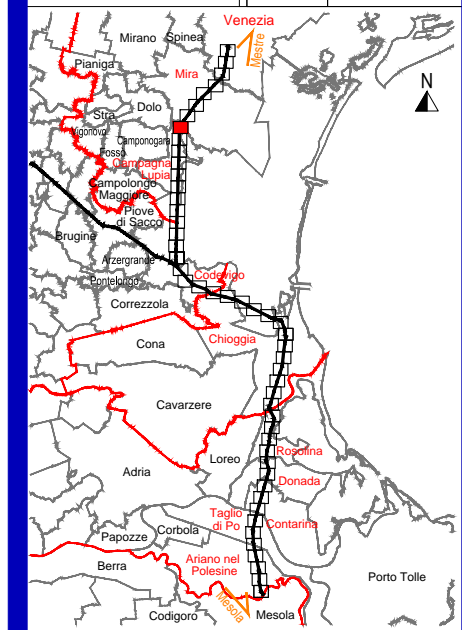 Venezia
Mirano
Spinea
Mestre
Pianiga
Mira
N
Dolo
Stra
Vigonovo
Camponogara
Fosso
Campagna
Lupia
Campolongo
Maggiore
Piove
di Sacco
Brugine
Arzergrande
Codevigo
Pontelongo
Correzzola
Chioggia
Cona
Cavarzere
Rosolina
Loreo
Adria
Donada
Taglio
di Po
Contarina
Corbola
Papozze
Ariano nel
Polesine
Berra
Porto Tolle
Mesola
Mesola
Codigoro